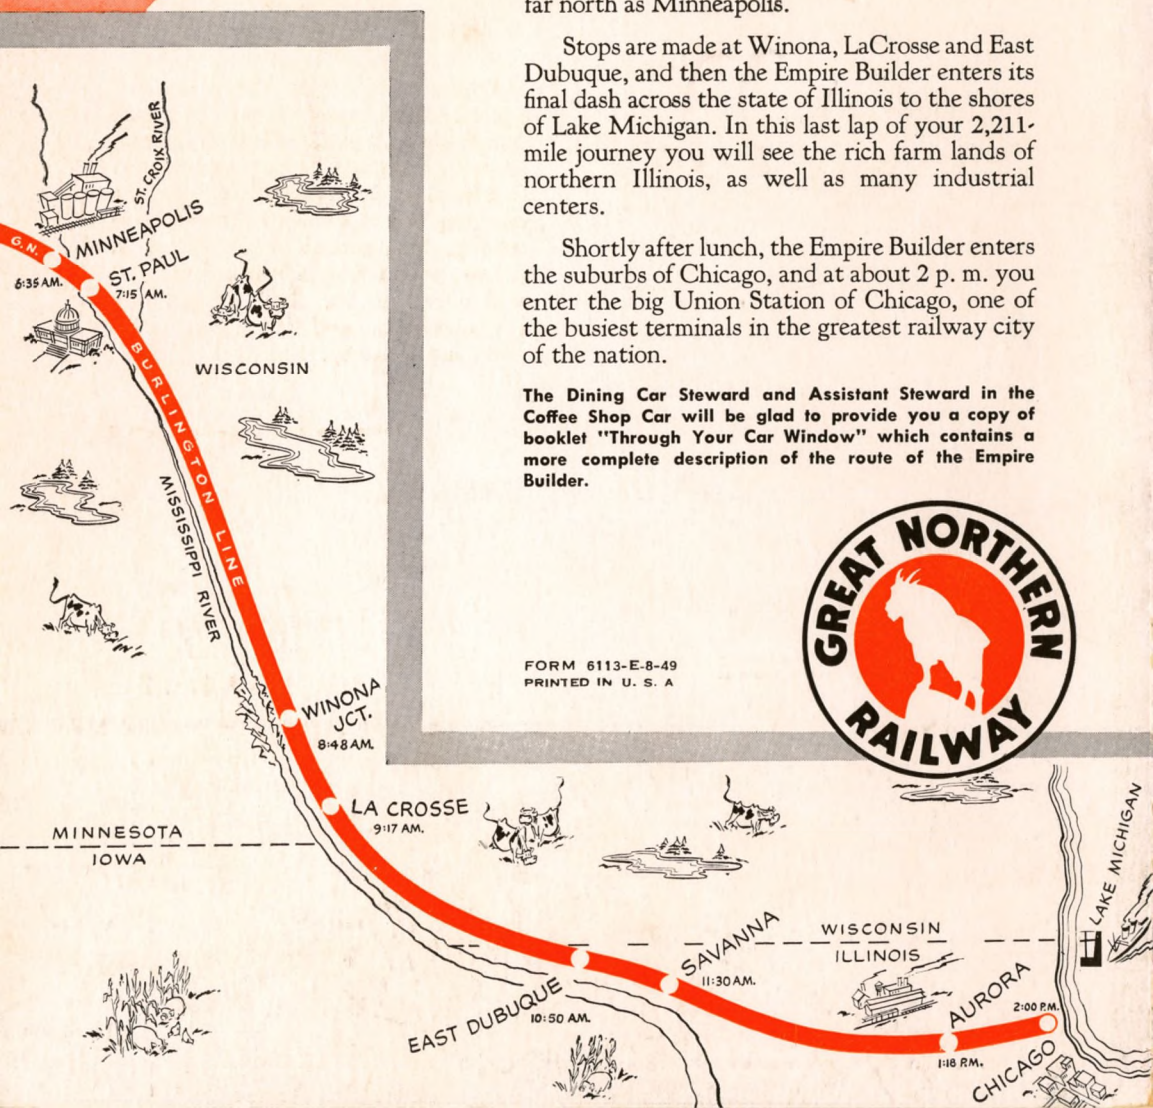 far north as Minneapolis.
Stops are made at Winona, LaCrosse and East
Dubuque, and then the Empire Builder enters its
final dash across the state of Illinois to the shores
of Lake Michigan. In this last lap of your 2,211-
mile journey you will see the rich farm lands of
northern Illinois, as well as many industrial
centers.
Shortly after lunch, the Empire Builder enters
the suburbs of Chicago, and at about 2 p. m. you
enter the big Union Station of Chicago, one of
the busiest terminals in the greatest railway city
of the nation.
The Dining Car Steward and Assistant Steward in the
Coffee Shop Car will be glad to provide you a copy of
booklet "Through Your Car Window" which contains a
more complete description of the route of the Empire
Builder.
FORM 6113-E-8-49
PRINTED IN U. S. A
GREAT NORTHERN
RAILWAY
ST. CROIX RIVER
G.N.
MINNEAPOLIS
6:35 AM.
ST. PAUL
7:15 AM.
WISCONSIN
BURLINGTON LINE
MISSISSIPPI RIVER
WINONA
JCT.
8:48 AM.
LA CROSSE
9:17 AM.
MINNESOTA
IOWA
EAST DUBUQUE
10:50 AM.
SAVANNA
11:30 AM.
WISCONSIN
ILLINOIS
AURORA
1:18 P.M.
2:00 P.M.
CHICAGO
LAKE MICHIGAN